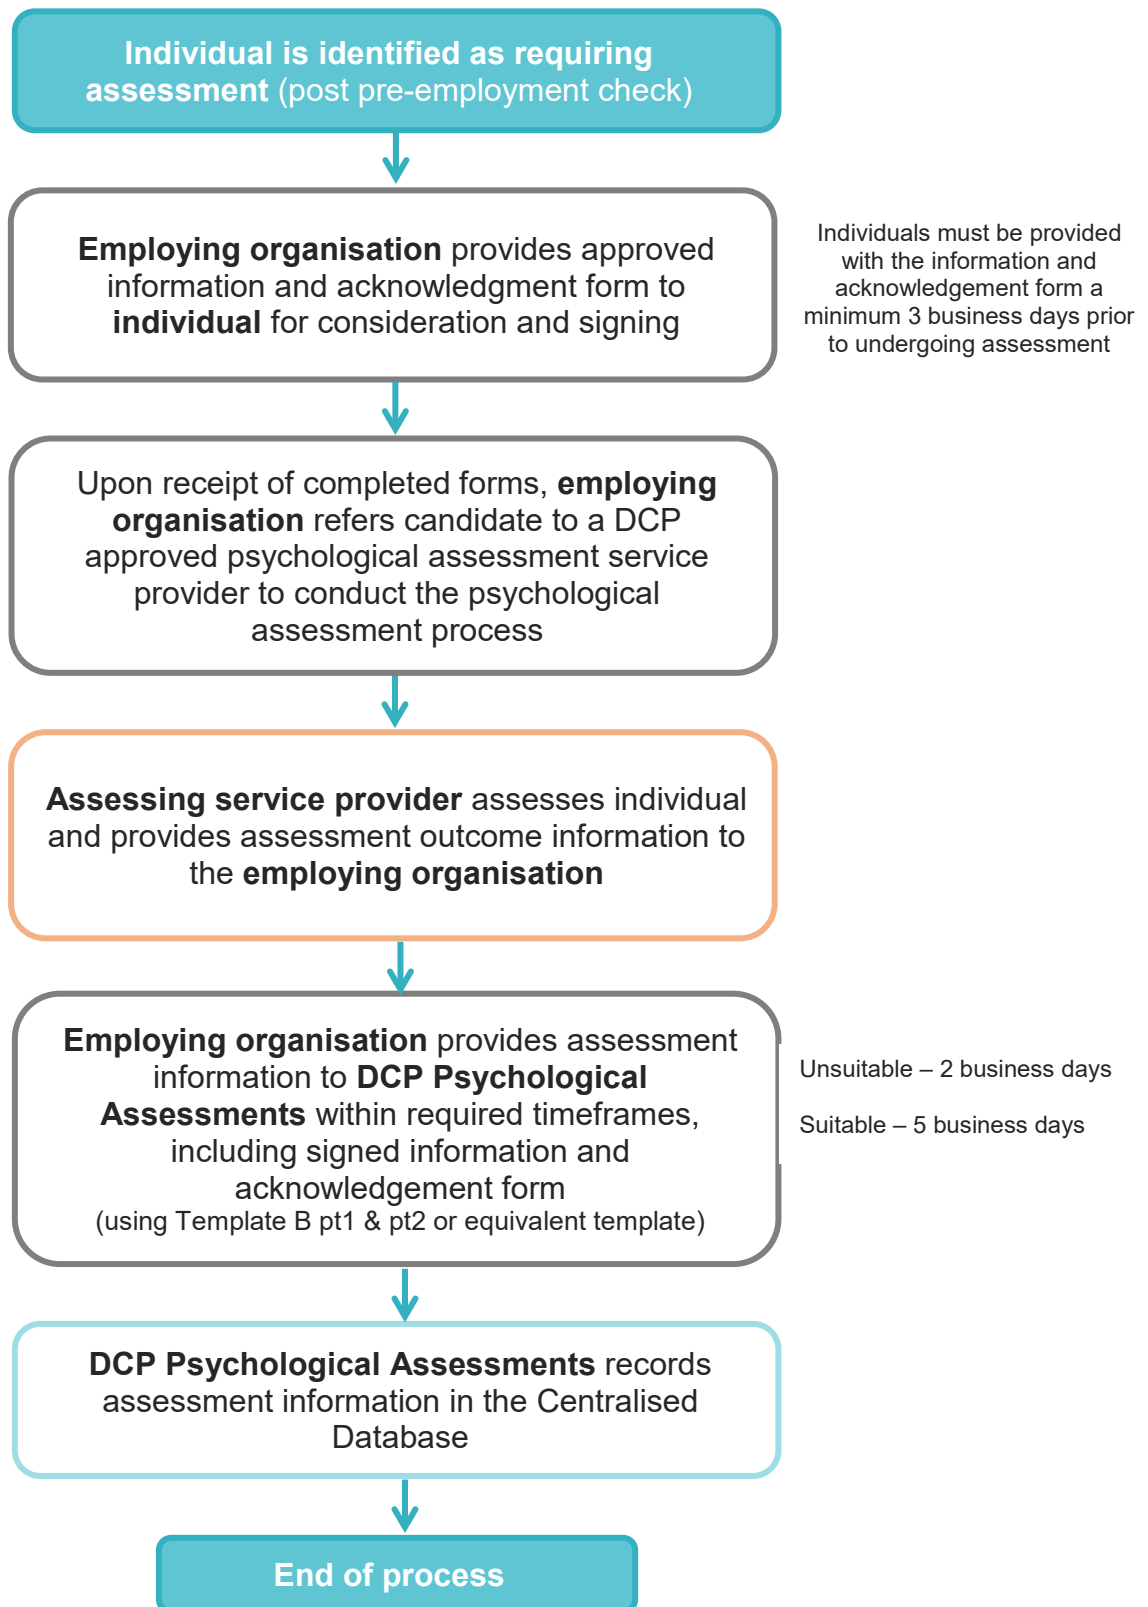 Individual is identified as requiring
assessment (post pre-employment check)
Employing organisation provides approved
information and acknowledgment form to
individual for consideration and signing
Individuals must be provided
with the information and
acknowledgement form a
minimum 3 business days prior
to undergoing assessment
Upon receipt of completed forms, employing
organisation refers candidate to a DCP
approved psychological assessment service
provider to conduct the psychological
assessment process
Assessing service provider assesses individual
and provides assessment outcome information to
the employing organisation
Employing organisation provides assessment
information to DCP Psychological
Assessments within required timeframes,
including signed information and
acknowledgement form
(using Template B pt1 & pt2 or equivalent template)
Unsuitable – 2 business days
Suitable – 5 business days
DCP Psychological Assessments records
assessment information in the Centralised
Database
End of process